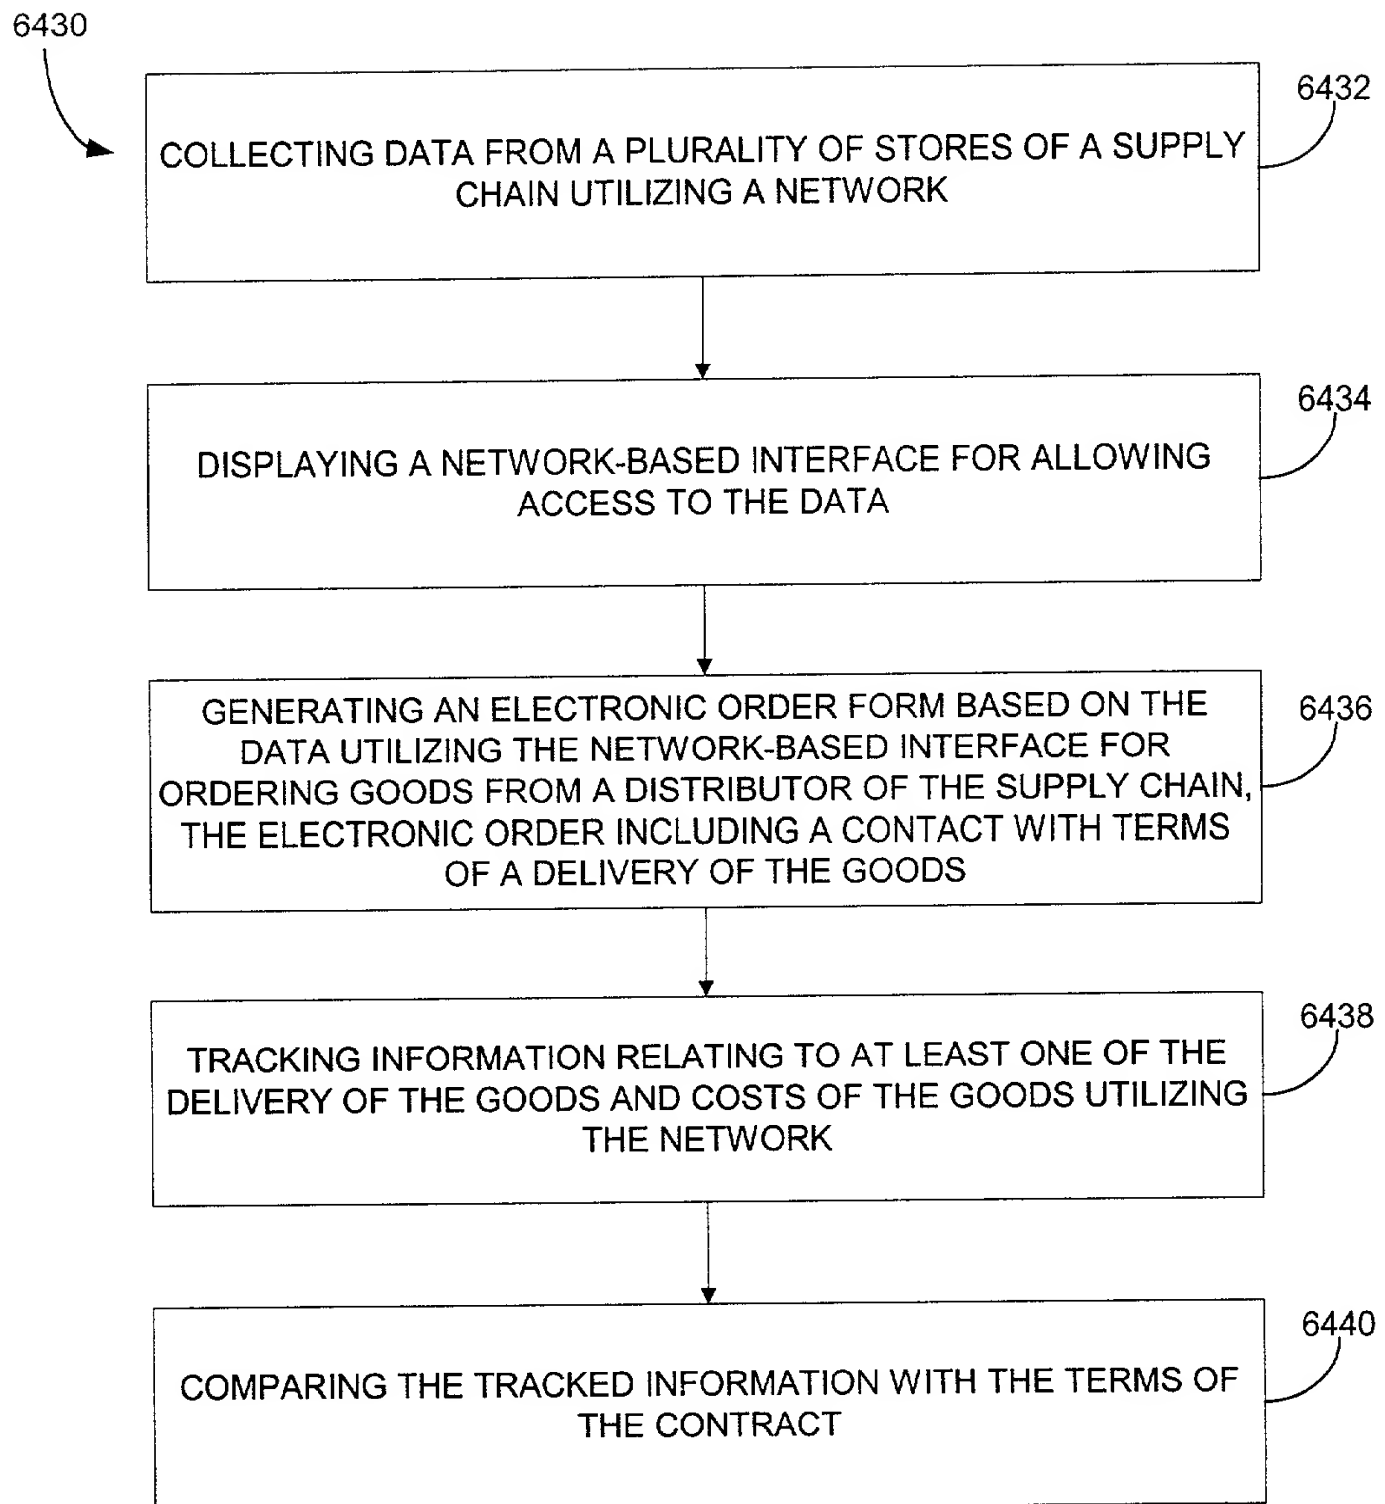 6430
6432
COLLECTING DATA FROM A PLURALITY OF STORES OF A SUPPLY
CHAIN UTILIZING A NETWORK
6434
DISPLAYING A NETWORK-BASED INTERFACE FOR ALLOWING
ACCESS TO THE DATA
6436
GENERATING AN ELECTRONIC ORDER FORM BASED ON THE
DATA UTILIZING THE NETWORK-BASED INTERFACE FOR
ORDERING GOODS FROM A DISTRIBUTOR OF THE SUPPLY CHAIN,
THE ELECTRONIC ORDER INCLUDING A CONTACT WITH TERMS
OF A DELIVERY OF THE GOODS
6438
TRACKING INFORMATION RELATING TO AT LEAST ONE OF THE
DELIVERY OF THE GOODS AND COSTS OF THE GOODS UTILIZING
THE NETWORK
6440
COMPARING THE TRACKED INFORMATION WITH THE TERMS OF
THE CONTRACT